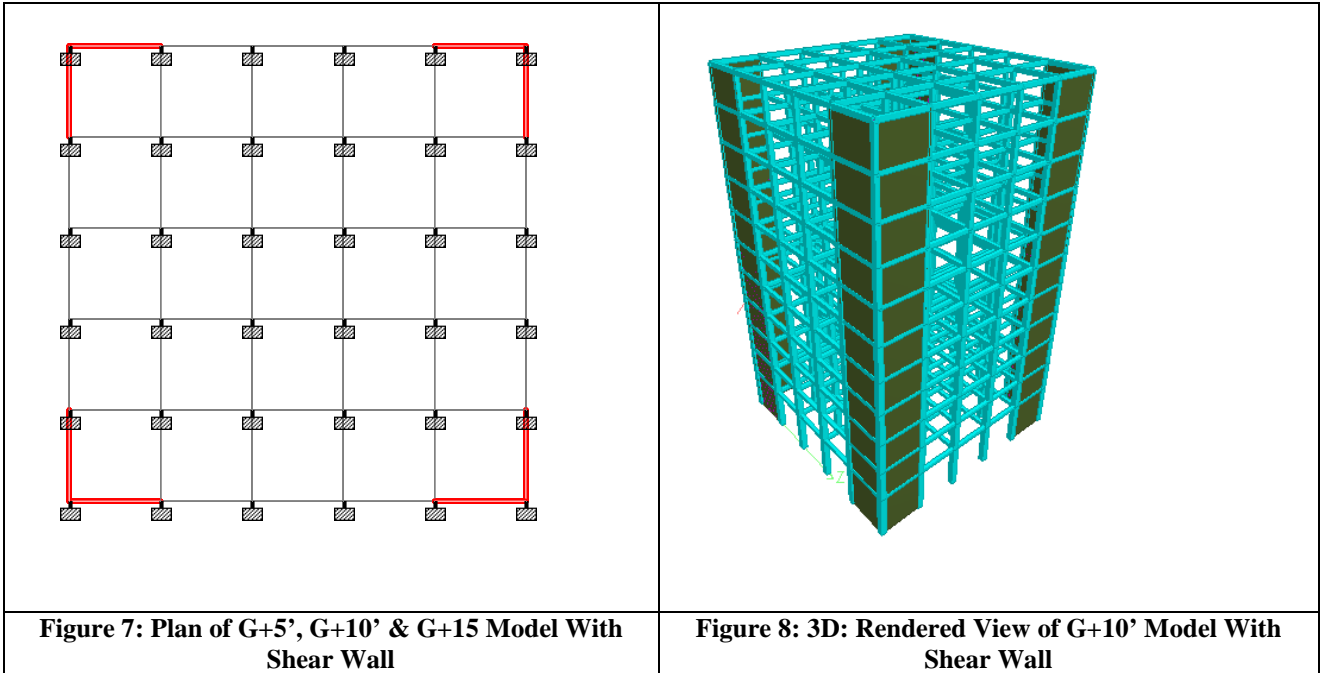 Z
Figure 7: Plan of G+5’, G+10’ & G+15 Model With
Shear Wall
Figure 8: 3D: Rendered View of G+10’ Model With
Shear Wall